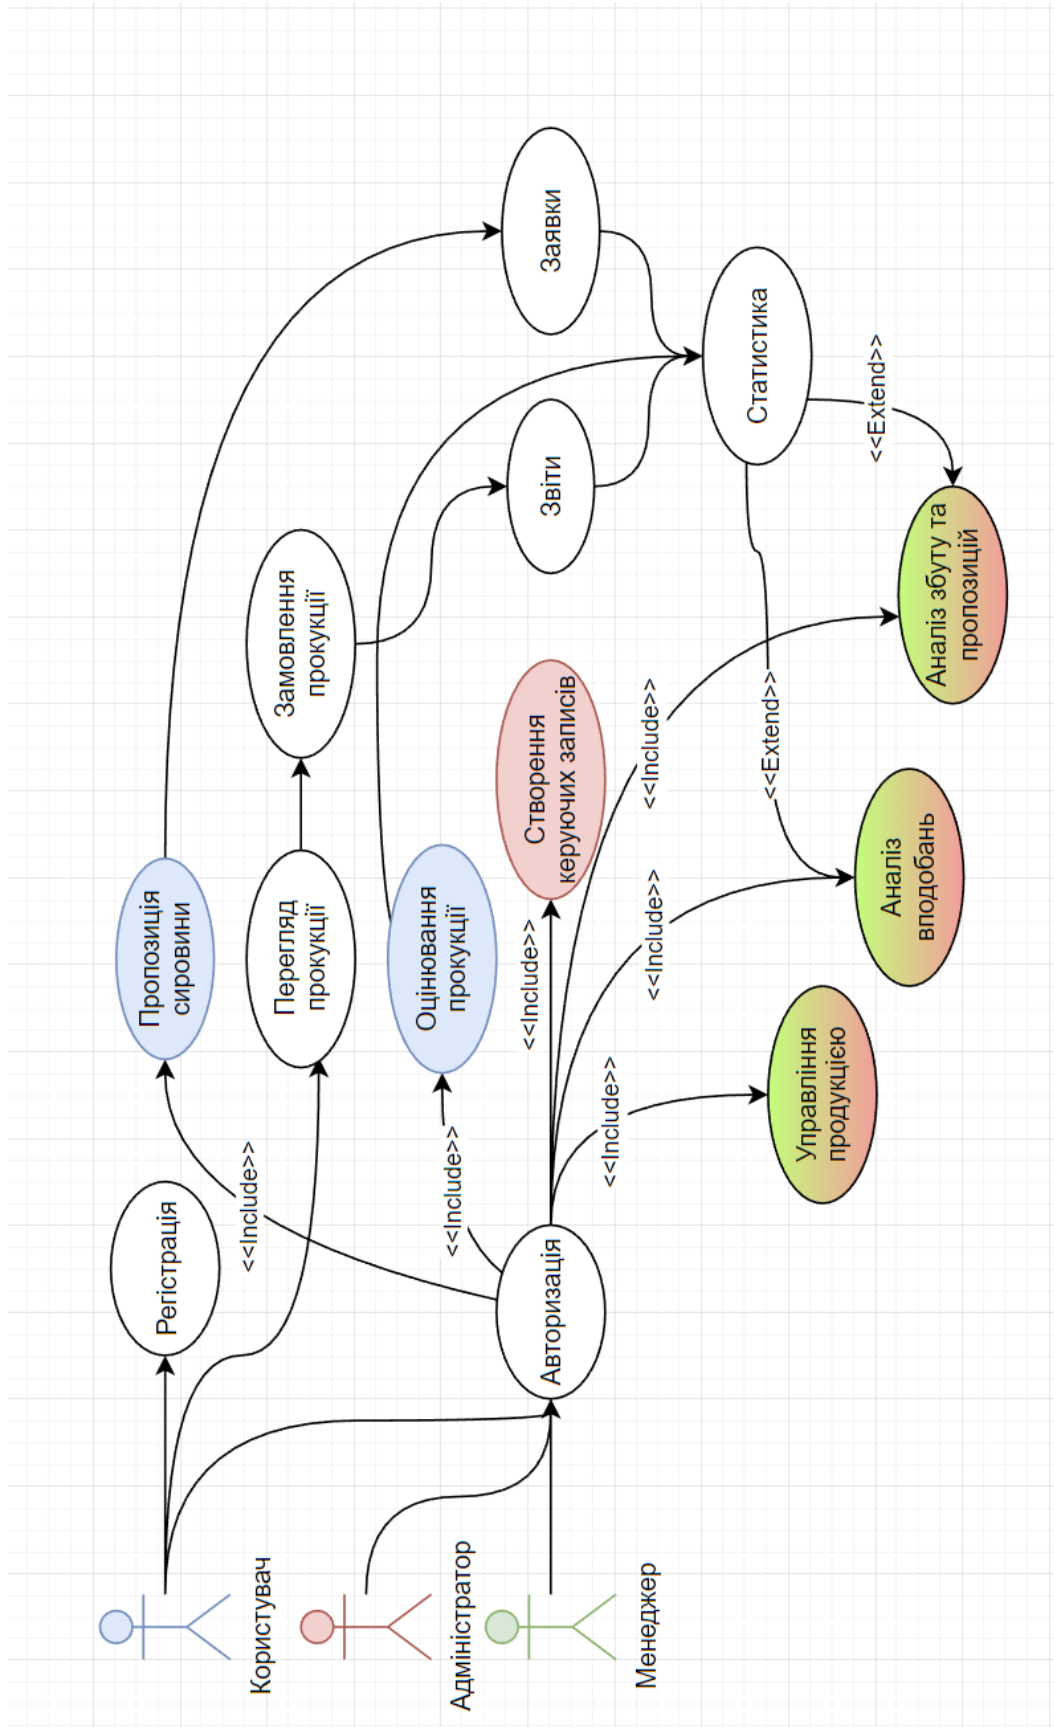 Користувач
Адміністратор
Менеджер
Реєстрація
Авторизація
<<Include>>
<<Include>>
<<Include>>
<<Include>>
<<Include>>
<<Include>>
Пропозиція
сировини
Перегляд
прокукції
Оцінювання
прокукції
Управління
продукцією
Замовлення
прокукції
Створення
керуючих записів
Аналіз
вподобань
Аналіз збуту та
пропозицій
Звіти
Заявки
Статистика
<<Extend>>
<<Extend>>